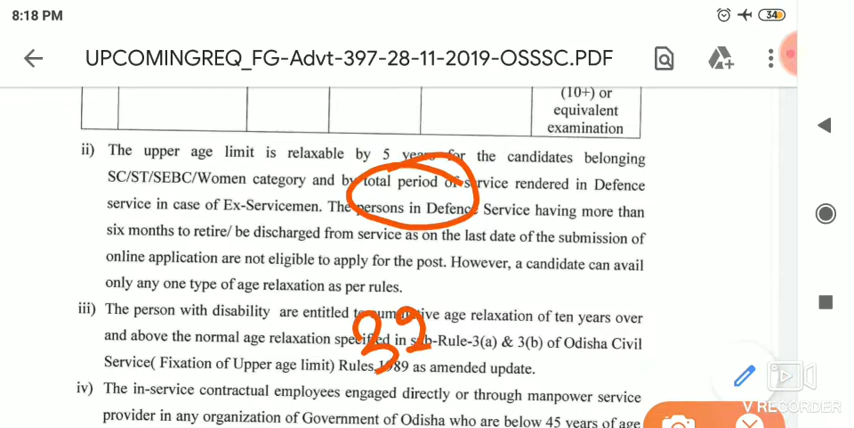 8:18 PM
34
UPCOMINGREQ_FG-Advt-397-28-11-2019-OSSSC.PDF
(10+) or
equivalent
examination
ii) The upper age limit is relaxable by 5 years for the candidates belonging
SC/ST/SEBC/Women category and by total period of service rendered in Defence
service in case of Ex-Servicemen. The persons in Defence Service having more than
six months to retire/ be discharged from service as on the last date of the submission of
online application are not eligible to apply for the post. However, a candidate can avail
only any one type of age relaxation as per rules.
iii) The person with disability are entitled to cumulative age relaxation of ten years over
and above the normal age relaxation specified in sub-Rule-3(a) & 3(b) of Odisha Civil
Service( Fixation of Upper age limit) Rules, 1989 as amended update.
32
iv) The in-service contractual employees engaged directly or through manpower service
provider in any organization of Government of Odisha who are below 45 years of age
V RECORDER